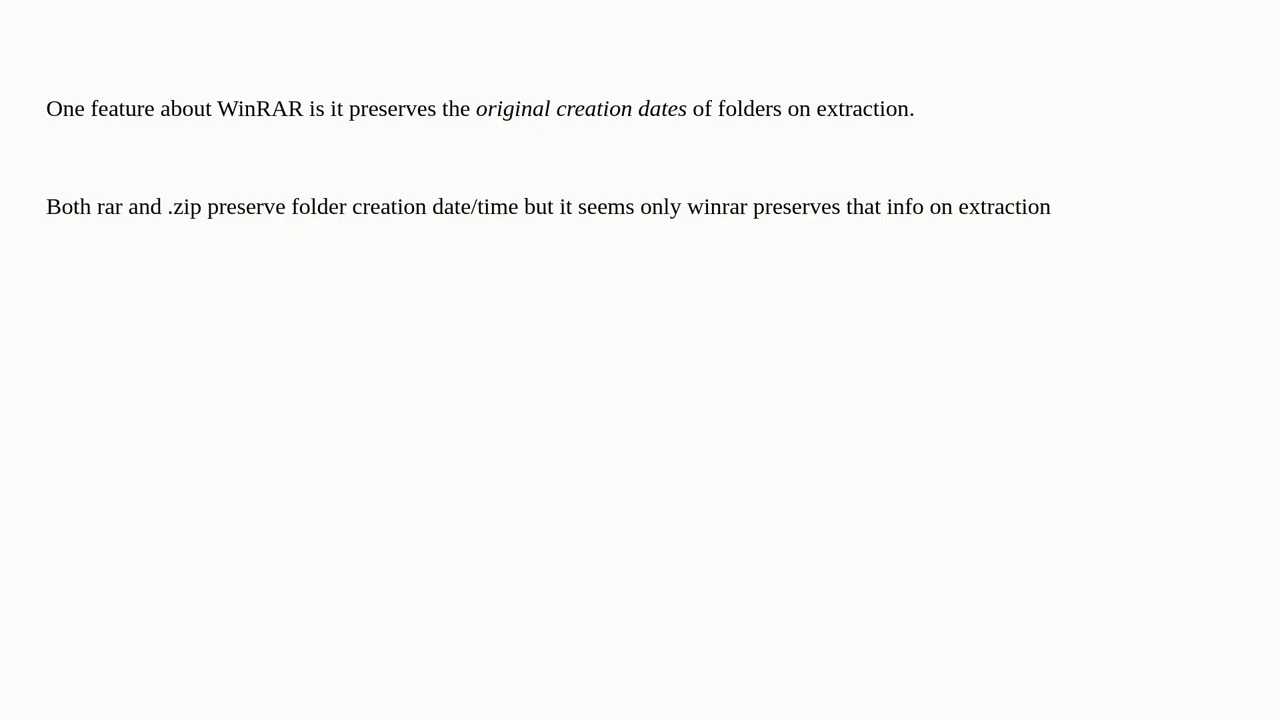 One feature about WinRAR is it preserves the original creation dates of folders on extraction.
Both rar and .zip preserve folder creation date/time but it seems only winrar preserves that info on extraction